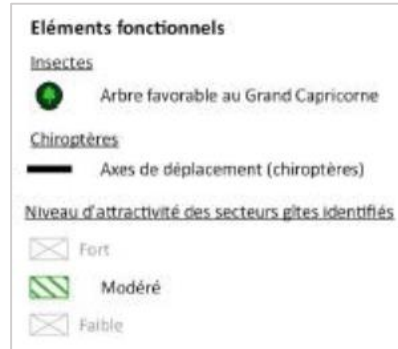 Eléments fonctionnels
Insectes
Arbre favorable au Grand Capricorne
Chiroptères
Axes de déplacement (chiroptères)
Niveau d'attractivité des secteurs gîtes identifiés
Fort
Modéré
Faible